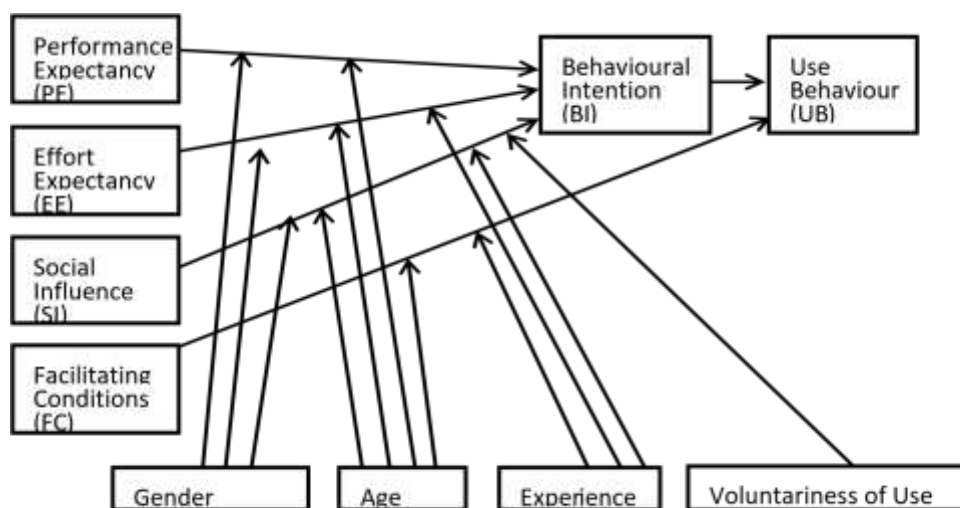 Performance
Expectancy
(PE)
Behavioural
Intention
(BI)
Use
Behaviour
(UB)
Effort
Expectancy
(EE)
Social
Influence
(SI)
Facilitating
Conditions
(FC)
Gender
Age
Experience
Voluntariness of Use